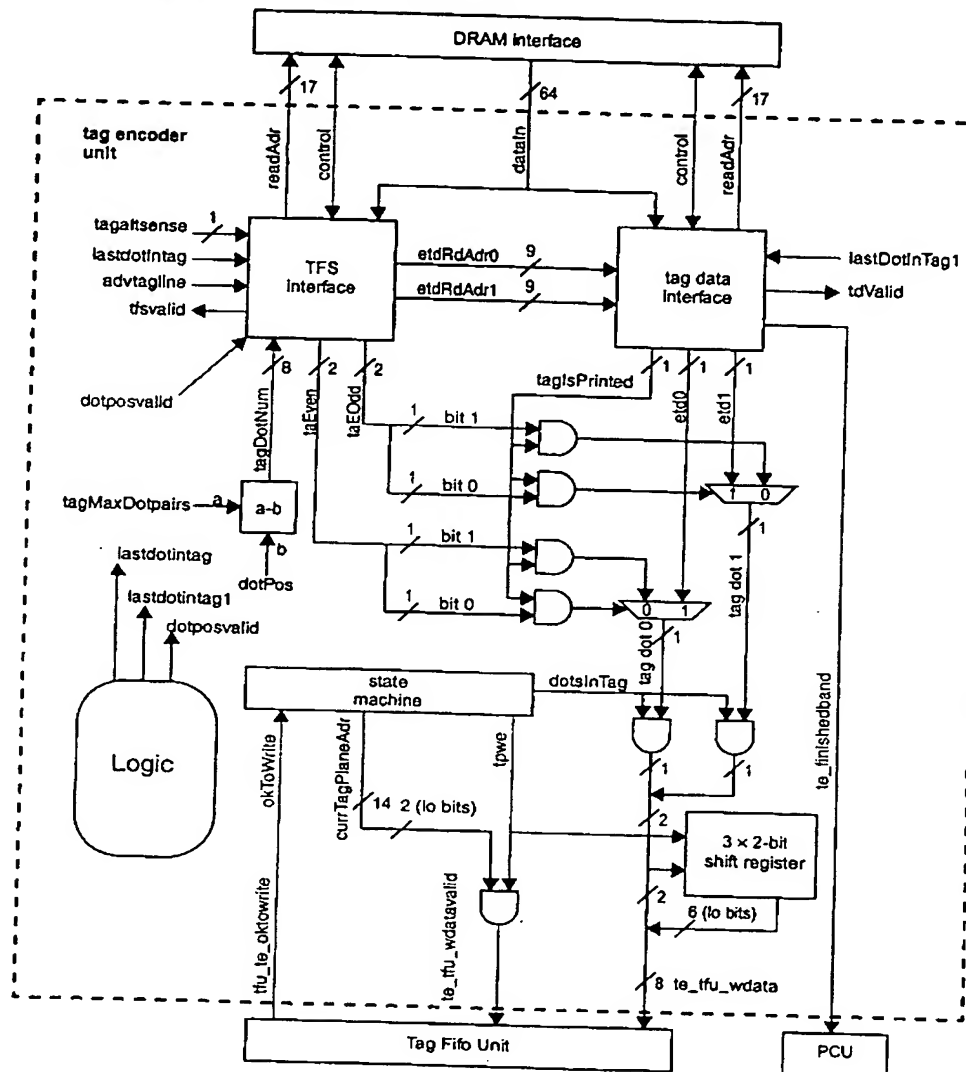 DRAM interface
17
64
17
tag encoder
unit
readAdr
control
dataIn
control
readAdr
tagaltsense
1
lastdotintag
advtagline
tfsvalid
TFS
Interface
etdRdAdr0
9
etdRdAdr1
9
tag data
Interface
lastDotInTag1
tdValid
dotposvalid
8
2
2
1
1
1
tagDotNum
taEven
taEOdd
tagIsPrinted
etd0
etd1
1
bit 1
1
bit 0
1
0
1
tagMaxDotpairs
a
a-b
b
dotPos
1
bit 1
1
bit 0
0
1
1
tag dot 0
tag dot 1
lastdotintag
lastdotintag1
dotposvalid
Logic
state
machine
dotsInTag
okToWrite
currTagPlaneAdr
tpwe
14
2 (lo bits)
1
1
2
3 × 2-bit
shift register
2
6 (lo bits)
te_finishedband
tfu_te_oktowrite
te_tfu_wdatavalid
8
te_tfu_wdata
Tag Fifo Unit
PCU